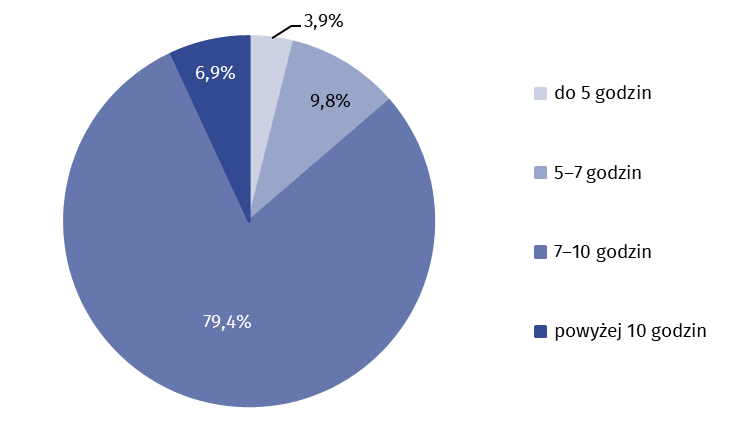 3,9%
6,9%
9,8%
79,4%
do 5 godzin
5–7 godzin
7–10 godzin
powyżej 10 godzin